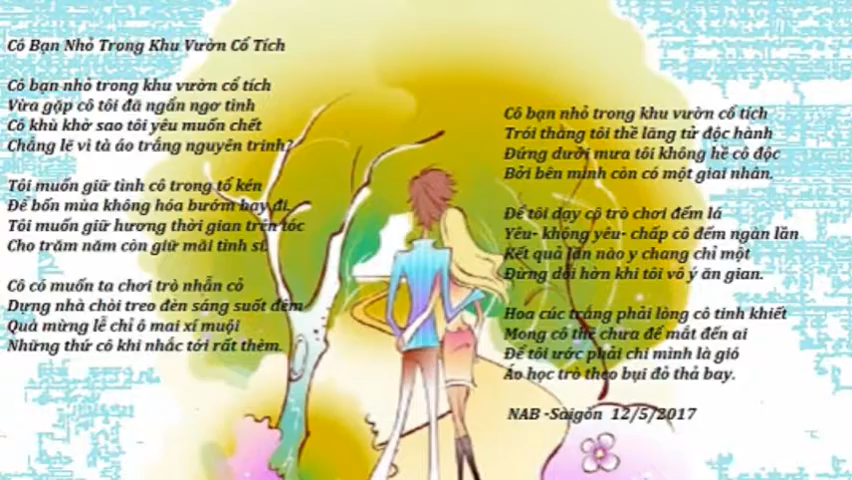 Cô Bạn Nhỏ Trong Khu Vườn Cổ Tích
Cô bạn nhỏ trong khu vườn cổ tích
Vừa gặp cô tôi đã ngẩn ngơ tình
Cô khù khờ sao tôi yêu muốn chết
Chẳng lẽ vì tà áo trắng nguyên trinh?
Tôi muốn giữ tình cô trong tổ kén
Để bốn mùa không hóa bướm bay đi.
Tôi muốn giữ hương thời gian trên tóc
Cho trăm năm còn giữ mãi tình si.
Cô có muốn ta chơi trò nhẫn cỏ
Dựng nhà chòi treo đèn sáng suốt đêm
Quà mừng lễ chỉ ô mai xí muội
Những thứ cô khi nhắc tới rất thèm.
Cô bạn nhỏ trong khu vườn cổ tích
Trói thằng tôi thề lãng tử độc hành
Đứng dưới mưa tôi không hề cô độc
Bởi bên mình còn có một giai nhân.
Để tôi dạy cô trò chơi đếm lá
Yêu- không yêu- chấp cô đếm ngàn lần
Kết quả lần nào y chang chỉ một
Đừng dỗi hờn khi tôi vô ý ăn gian.
Hoa cúc trắng phải lòng cô tinh khiết
Mong cô thề chưa để mắt đến ai
Để tôi ước phải chi mình là gió
Áo học trò theo bụi đỏ thả bay.
NAB -Sàigòn 12/5/2017